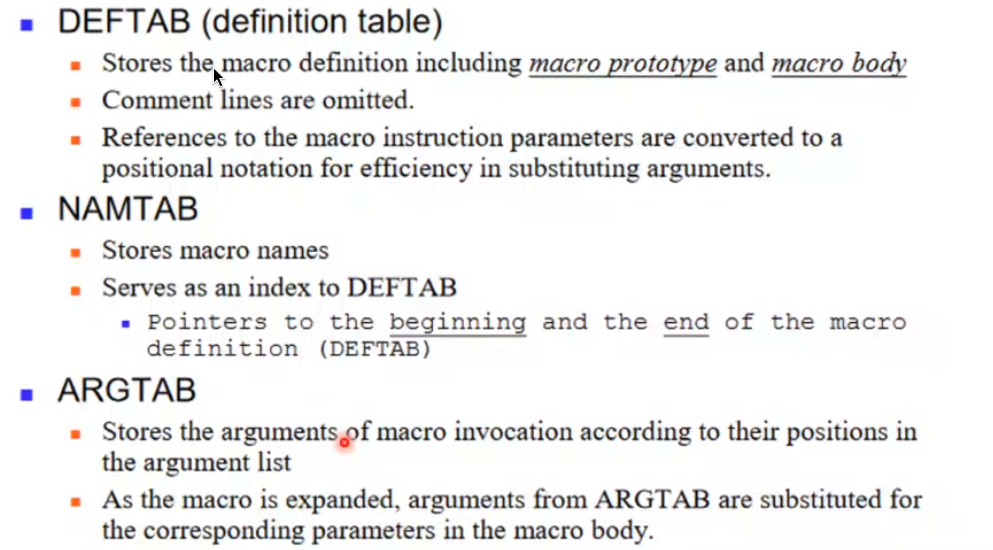 DEFTAB (definition table)
Stores the macro definition including macro prototype and macro body
Comment lines are omitted.
References to the macro instruction parameters are converted to a
positional notation for efficiency in substituting arguments.
NAMTAB
Stores macro names
Serves as an index to DEFTAB
Pointers to the beginning and the end of the macro
definition (DEFTAB)
ARGTAB
Stores the arguments of macro invocation according to their positions in
the argument list
As the macro is expanded, arguments from ARGTAB are substituted for
the corresponding parameters in the macro body.